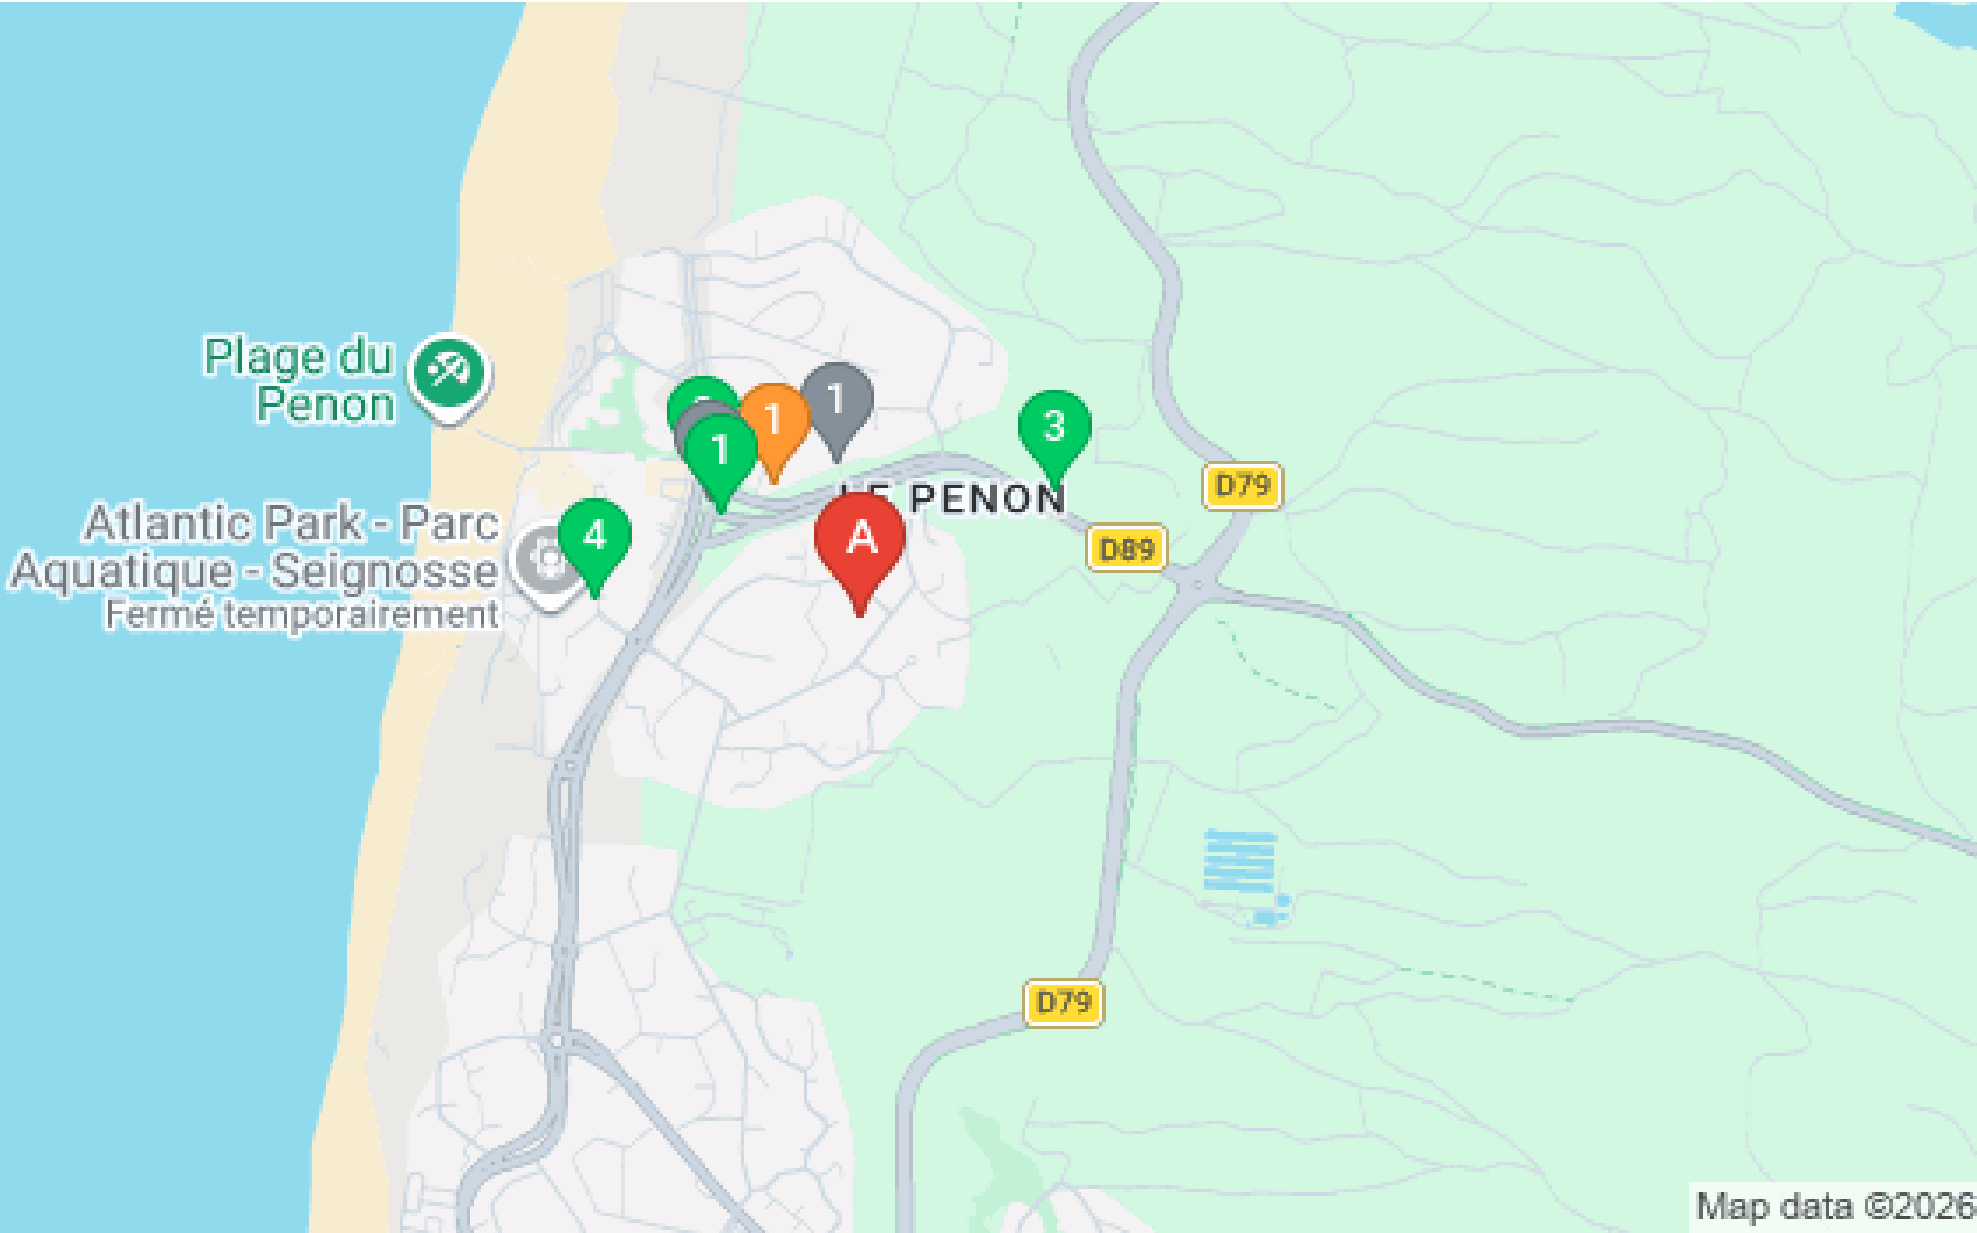 Plage du
Penon
1
1
1
3
LE PENON
D79
Atlantic Park - Parc
Aquatique - Seignosse
Fermé temporairement
4
A
D89
D79
Map data ©2026